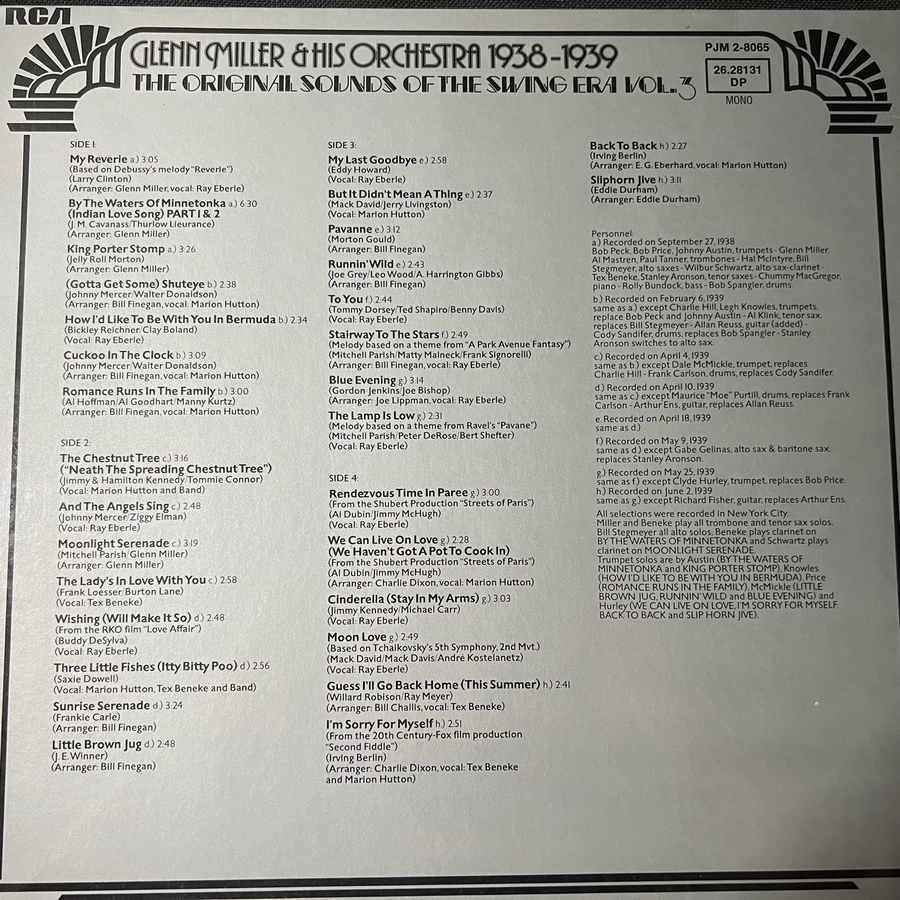 RCA
GLENN MILLER & HIS ORCHESTRA 1938-1939
THE ORIGINAL SOUNDS OF THE SWING ERA VOL. 3
PJM 2-8065
26.28131
DP
MONO
SIDE 1:
My Reverie a.) 3:05
(Based on Debussy's melody "Reverie")
(Larry Clinton)
(Arranger: Glenn Miller, vocal: Ray Eberle)
By The Waters Of Minnetonka a.) 6:30
(Indian Love Song) PART 1 & 2
(J. M. Cavanass/Thurlow Lieurance)
(Arranger: Glenn Miller)
King Porter Stomp a.) 3:26
(Jelly Roll Morton)
(Arranger: Glenn Miller)
(Gotta Get Some) Shuteye b.) 2:38
(Johnny Mercer/Walter Donaldson)
(Arranger: Bill Finegan, vocal: Marion Hutton)
How I'd Like To Be With You In Bermuda b.) 2:34
(Bickley Reichner/Clay Boland)
(Arranger: Bill Finegan, vocal: Marion Hutton)
Cuckoo In The Clock b.) 3:09
(Johnny Mercer/Walter Donaldson)
(Arranger: Bill Finegan, vocal: Marion Hutton)
Romance Runs In The Family b.) 3:00
(Al Hoffman/Al Goodhart/Manny Kurtz)
(Arranger: Bill Finegan, vocal: Marion Hutton)
SIDE 2:
The Chestnut Tree c.) 3:16
("Neath The Spreading Chestnut Tree")
(Jimmy & Hamilton Kennedy/Tommie Connor)
(Vocal: Marion Hutton and Band)
And The Angels Sing c.) 2:48
(Johnny Mercer/Ziggy Elman)
(Vocal: Ray Eberle)
Moonlight Serenade c.) 3:19
(Mitchell Parish/Glenn Miller)
(Arranger: Glenn Miller)
The Lady's In Love With You c.) 2:58
(Frank Loesser/Burton Lane)
(Vocal: Tex Beneke)
Wishing (Will Make It So) d.) 2:48
(From the RKO film "Love Affair")
(Buddy DeSylva)
(Vocal: Ray Eberle)
Three Little Fishes (Itty Bitty Poo) d.) 2:56
(Saxie Dowell)
(Vocal: Marion Hutton, Tex Beneke and Band)
Sunrise Serenade d.) 3:24
(Frankie Carle)
(Arranger: Bill Finegan)
Little Brown Jug d.) 2:48
(J. E. Winner)
(Arranger: Bill Finegan)
SIDE 3:
My Last Goodbye e.) 2:58
(Eddy Howard)
(Vocal: Ray Eberle)
But It Didn't Mean A Thing e.) 2:37
(Mack David/Jerry Livingston)
(Vocal: Marion Hutton)
Pavanne e.) 3:12
(Morton Gould)
(Arranger: Bill Finegan)
Runnin' Wild e.) 2:43
(Joe Grey/Leo Wood/A. Harrington Gibbs)
(Arranger: Bill Finegan)
To You f.) 2:44
(Tommy Dorsey/Ted Shapiro/Benny Davis)
(Vocal: Ray Eberle)
Stairway To The Stars f.) 2:49
(Melody based on a theme from "A Park Avenue Fantasy")
(Mitchell Parish/Matty Malneck/Frank Signorelli)
(Arranger: Bill Finegan, vocal: Ray Eberle)
Blue Evening g.) 3:14
(Gordon Jenkins/Joe Bishop)
(Arranger: Joe Lippman, vocal: Ray Eberle)
The Lamp Is Low g.) 2:31
(Melody based on a theme from Ravel's "Pavane")
(Mitchell Parish/Peter DeRose/Bert Shefter)
(Vocal: Ray Eberle)
SIDE 4:
Rendezvous Time In Paree g.) 3:00
(From the Shubert Production "Streets of Paris")
(Al Dubin/Jimmy McHugh)
(Vocal: Ray Eberle)
We Can Live On Love g.) 2:28
(We Haven't Got A Pot To Cook In)
(From the Shubert Production "Streets of Paris")
(Al Dubin/Jimmy McHugh)
(Arranger: Charlie Dixon, vocal: Marion Hutton)
Cinderella (Stay In My Arms) g.) 3:03
(Jimmy Kennedy/Michael Carr)
(Vocal: Ray Eberle)
Moon Love g.) 2:49
(Based on Tchaikovsky's 5th Symphony, 2nd Mvt.)
(Mack David/Mack Davis/André Kostelanetz)
(Vocal: Ray Eberle)
Guess I'll Go Back Home (This Summer) h.) 2:41
(Willard Robison/Ray Meyer)
(Arranger: Bill Challis, vocal: Tex Beneke)
I'm Sorry For Myself h.) 2:51
(From the 20th Century-Fox film production
"Second Fiddle")
(Irving Berlin)
(Arranger: Charlie Dixon, vocal: Tex Beneke
and Marion Hutton)
Back To Back h.) 2:27
(Irving Berlin)
(Arranger: E. G. Eberhard, vocal: Marion Hutton)
Sliphorn Jive h.) 3:11
(Eddie Durham)
(Arranger: Eddie Durham)
Personnel:
a.) Recorded on September 27, 1938
Bob Peck, Bob Price, Johnny Austin, trumpets - Glenn Miller,
Al Mastren, Paul Tanner, trombones - Hal McIntyre, Bill
Stegmeyer, alto saxes - Wilbur Schwartz, alto sax-clarinet -
Tex Beneke, Stanley Aronson, tenor saxes - Chummy MacGregor,
piano - Rolly Bundock, bass - Bob Spangler, drums.
b.) Recorded on February 6, 1939
same as a.) except Charlie Hill, Legh Knowles, trumpets,
replace Bob Peck and Johnny Austin - Al Klink, tenor sax,
replaces Bill Stegmeyer - Allan Reuss, guitar (added) -
Cody Sandifer, drums, replaces Bob Spangler - Stanley
Aronson switches to alto sax.
c.) Recorded on April 4, 1939
same as b.) except Dale McMickle, trumpet, replaces
Charlie Hill - Frank Carlson, drums, replaces Cody Sandifer.
d.) Recorded on April 10, 1939
same as c.) except Maurice "Moe" Purtill, drums, replaces Frank
Carlson - Arthur Ens, guitar, replaces Allan Reuss.
e. Recorded on April 18, 1939
same as d.)
f.) Recorded on May 9, 1939
same as d.) except Gabe Gelinas, alto sax & baritone sax,
replaces Stanley Aronson.
g.) Recorded on May 25, 1939
same as f.) except Clyde Hurley, trumpet, replaces Bob Price.
h.) Recorded on June 2, 1939
same as g.) except Richard Fisher, guitar, replaces Arthur Ens.
All selections were recorded in New York City.
Miller and Beneke play all trombone and tenor sax solos.
Bill Stegmeyer all alto solos. Beneke plays clarinet on
BY THE WATERS OF MINNETONKA and Schwartz plays
clarinet on MOONLIGHT SERENADE.
Trumpet solos are by Austin (BY THE WATERS OF
MINNETONKA and KING PORTER STOMP), Knowles
(HOW I'D LIKE TO BE WITH YOU IN BERMUDA), Price
(ROMANCE RUNS IN THE FAMILY), McMickle (LITTLE
BROWN JUG, RUNNIN' WILD and BLUE EVENING) and
Hurley (WE CAN LIVE ON LOVE, I'M SORRY FOR MYSELF,
BACK TO BACK and SLIP HORN JIVE).